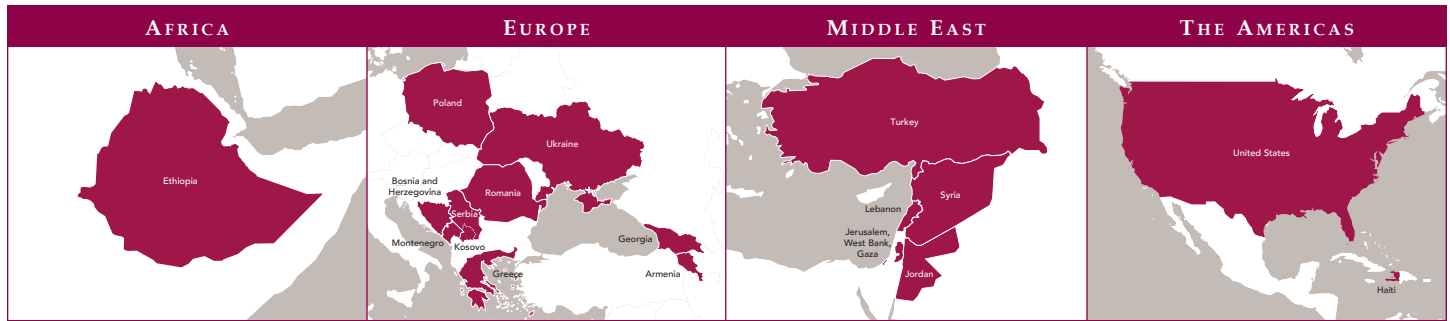 AFRICA
EUROPE
MIDDLE EAST
THE AMERICAS
Ethiopia
Poland
Ukraine
Bosnia and
Herzegovina
Romania
Serbia
Montenegro
Kosovo
Georgia
Greece
Armenia
Turkey
Syria
Lebanon
Jerusalem,
West Bank,
Gaza
Jordan
United States
Haiti